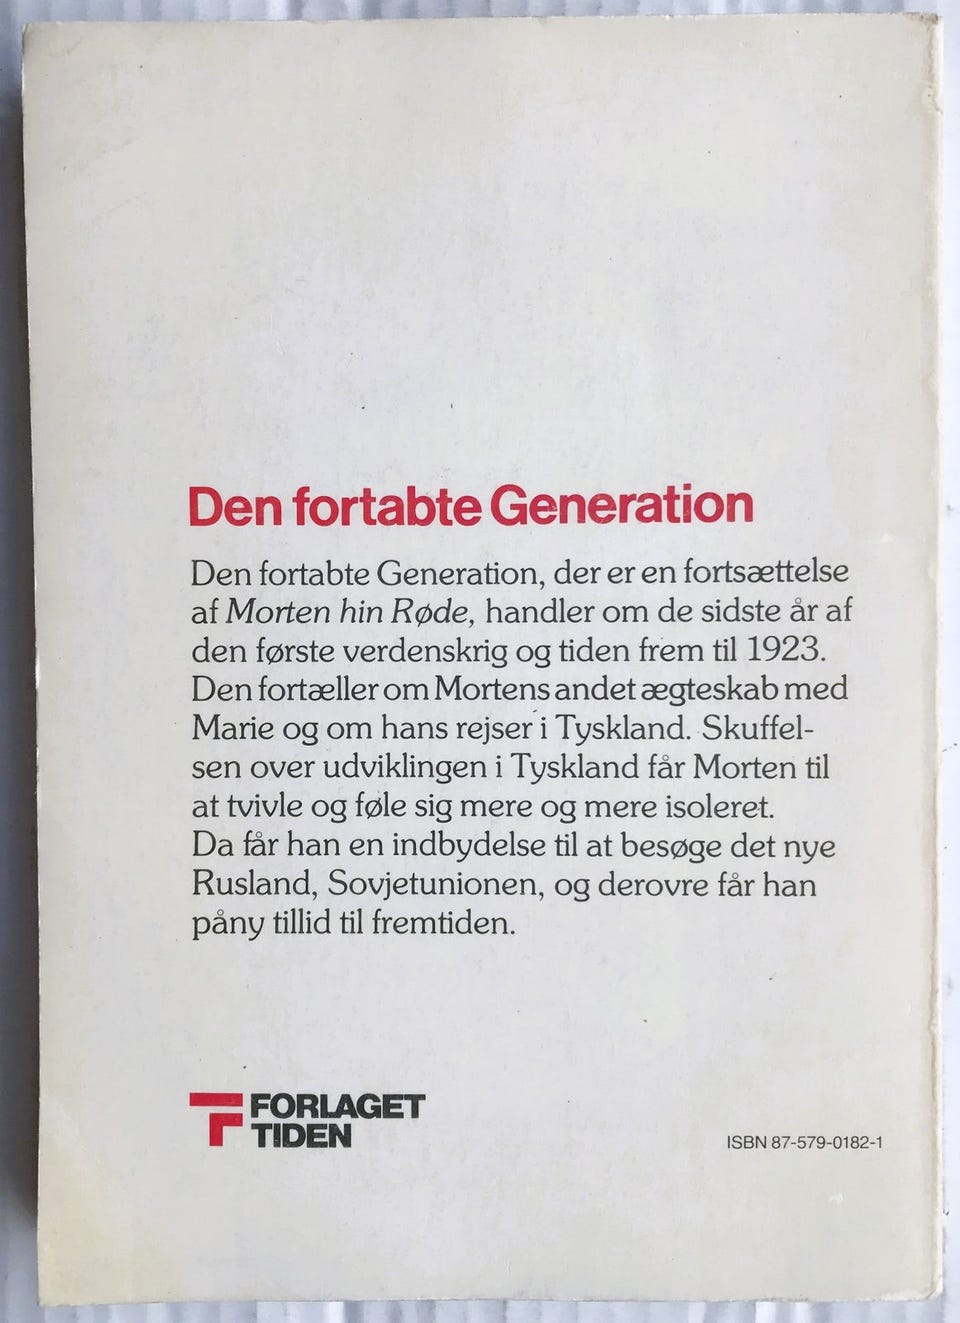 Den fortabte Generation
Den fortabte Generation, der er en fortsættelse
af Morten hin Røde, handler om de sidste år af
den første verdenskrig og tiden frem til 1923.
Den fortæller om Mortens andet ægteskab med
Marie og om hans rejser i Tyskland. Skuffel-
sen over udviklingen i Tyskland får Morten til
at tvivle og føle sig mere og mere isoleret.
Da får han en indbydelse til at besøge det nye
Rusland, Sovjetunionen, og derovre får han
påny tillid til fremtiden.
FORLAGET
TIDEN
ISBN 87-579-0182-1